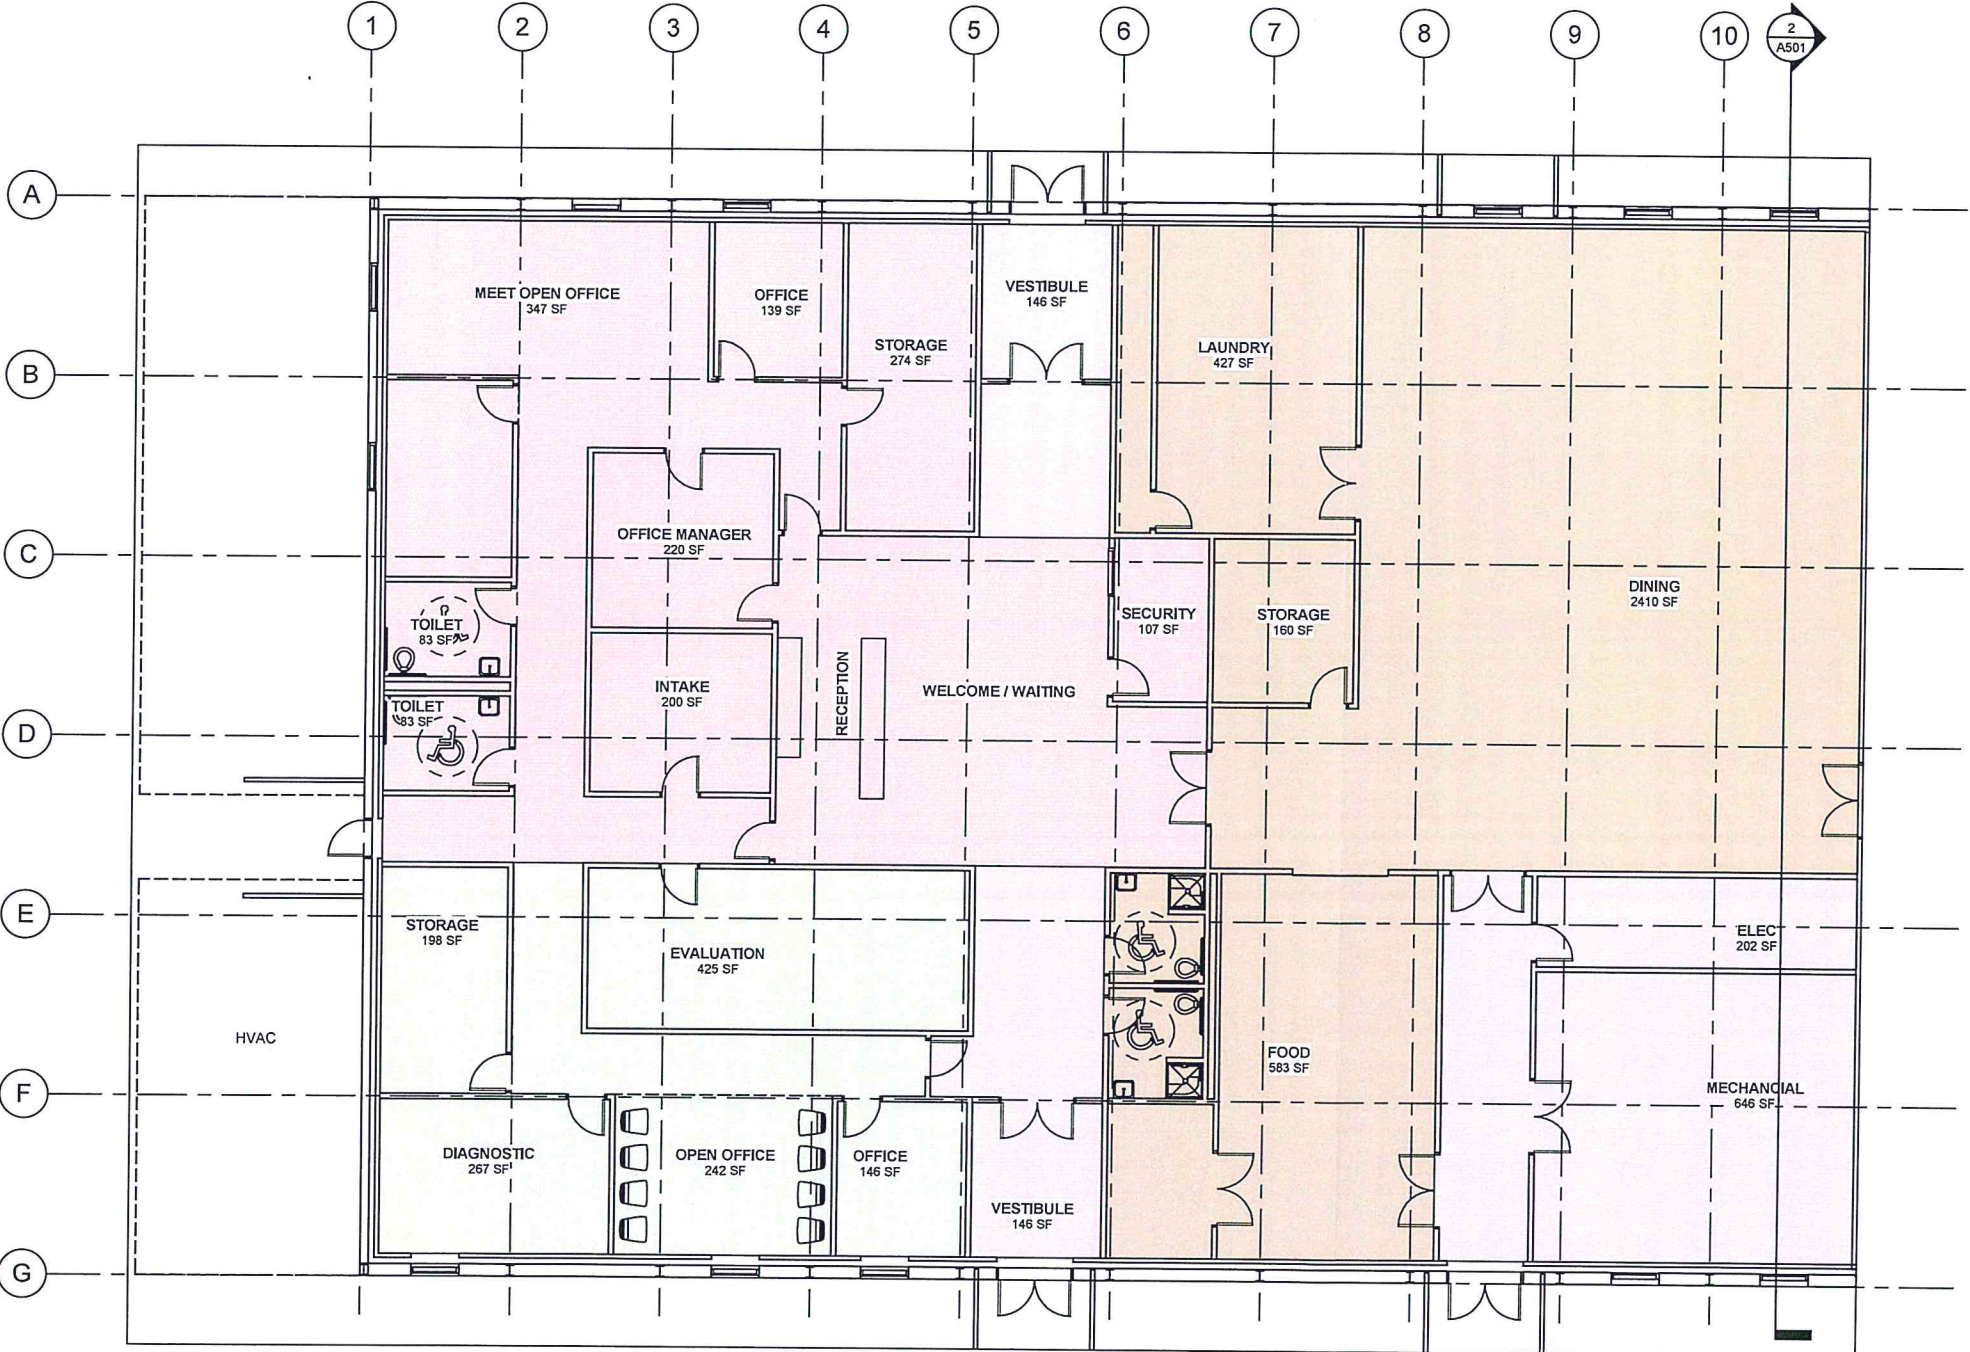 1
2
3
4
5
6
7
8
9
10
2
A501
A
B
C
D
E
F
G
MEET OPEN OFFICE
347 SF
OFFICE
139 SF
STORAGE
274 SF
VESTIBULE
146 SF
LAUNDRY
427 SF
OFFICE MANAGER
220 SF
TOILET
83 SF
SECURITY
107 SF
STORAGE
160 SF
DINING
2410 SF
INTAKE
200 SF
RECEPTION
WELCOME / WAITING
TOILET
83 SF
STORAGE
198 SF
EVALUATION
425 SF
ELEC
202 SF
HVAC
FOOD
583 SF
MECHANCIAL
646 SF
DIAGNOSTIC
267 SF
OPEN OFFICE
242 SF
OFFICE
146 SF
VESTIBULE
146 SF